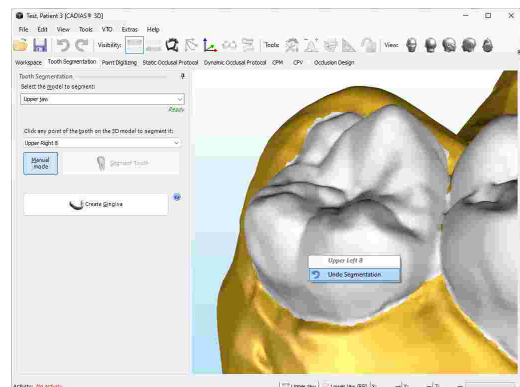 Test, Patient 3 [CADIAS® 3D]
File Edit View Tools VTO Extras Help
Visibility: Tools: View:
Workspace Tooth Segmentation Point Digitizing Static Occlusal Protocol Dynamic Occlusal Protocol CPM CPV Occlusion Design
Tooth Segmentation
Select the model to segment:
Upper Jaw
Ready
Click any point of the tooth on the 3D model to segment it:
Upper Right 8
Manual mode
Segment Tooth
Create Gingiva
Upper Left 8
Undo Segmentation
Activity: No Activity
Upper Jaw Lower Jaw (RP) X: Y: Z: